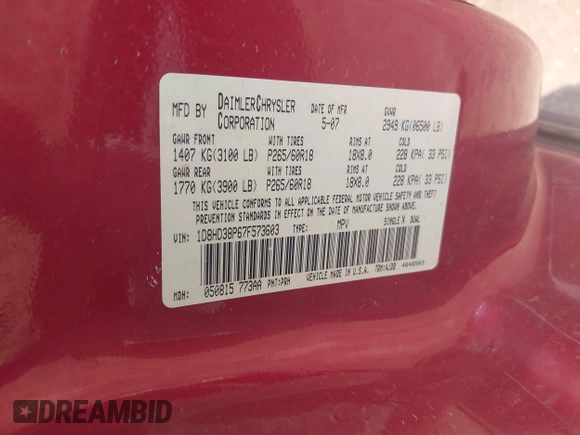 MFD BY DAIMLERCHRYSLER CORPORATION DATE OF MFR 5-07 GVWR 2949 KG(06500 LB)
GAWR FRONT WITH TIRES RIMS AT COLD
1407 KG(3100 LB) P265/60R18 18X8.0 228 KPA( 33 PSI)
GAWR REAR WITH TIRES RIMS AT COLD
1770 KG(3900 LB) P265/60R18 18X8.0 228 KPA( 33 PSI)
THIS VEHICLE CONFORMS TO ALL APPLICABLE FEDERAL MOTOR VEHICLE SAFETY AND THEFT
PREVENTION STANDARDS IN EFFECT ON THE DATE OF MANUFACTURE SHOWN ABOVE.
VIN: 1D8HD38P67F573603 TYPE: MPV SINGLE X DUAL
VEHICLE MADE IN U.S.A.
MDH: 050815 773AA PNT:PRH
DREAMBID